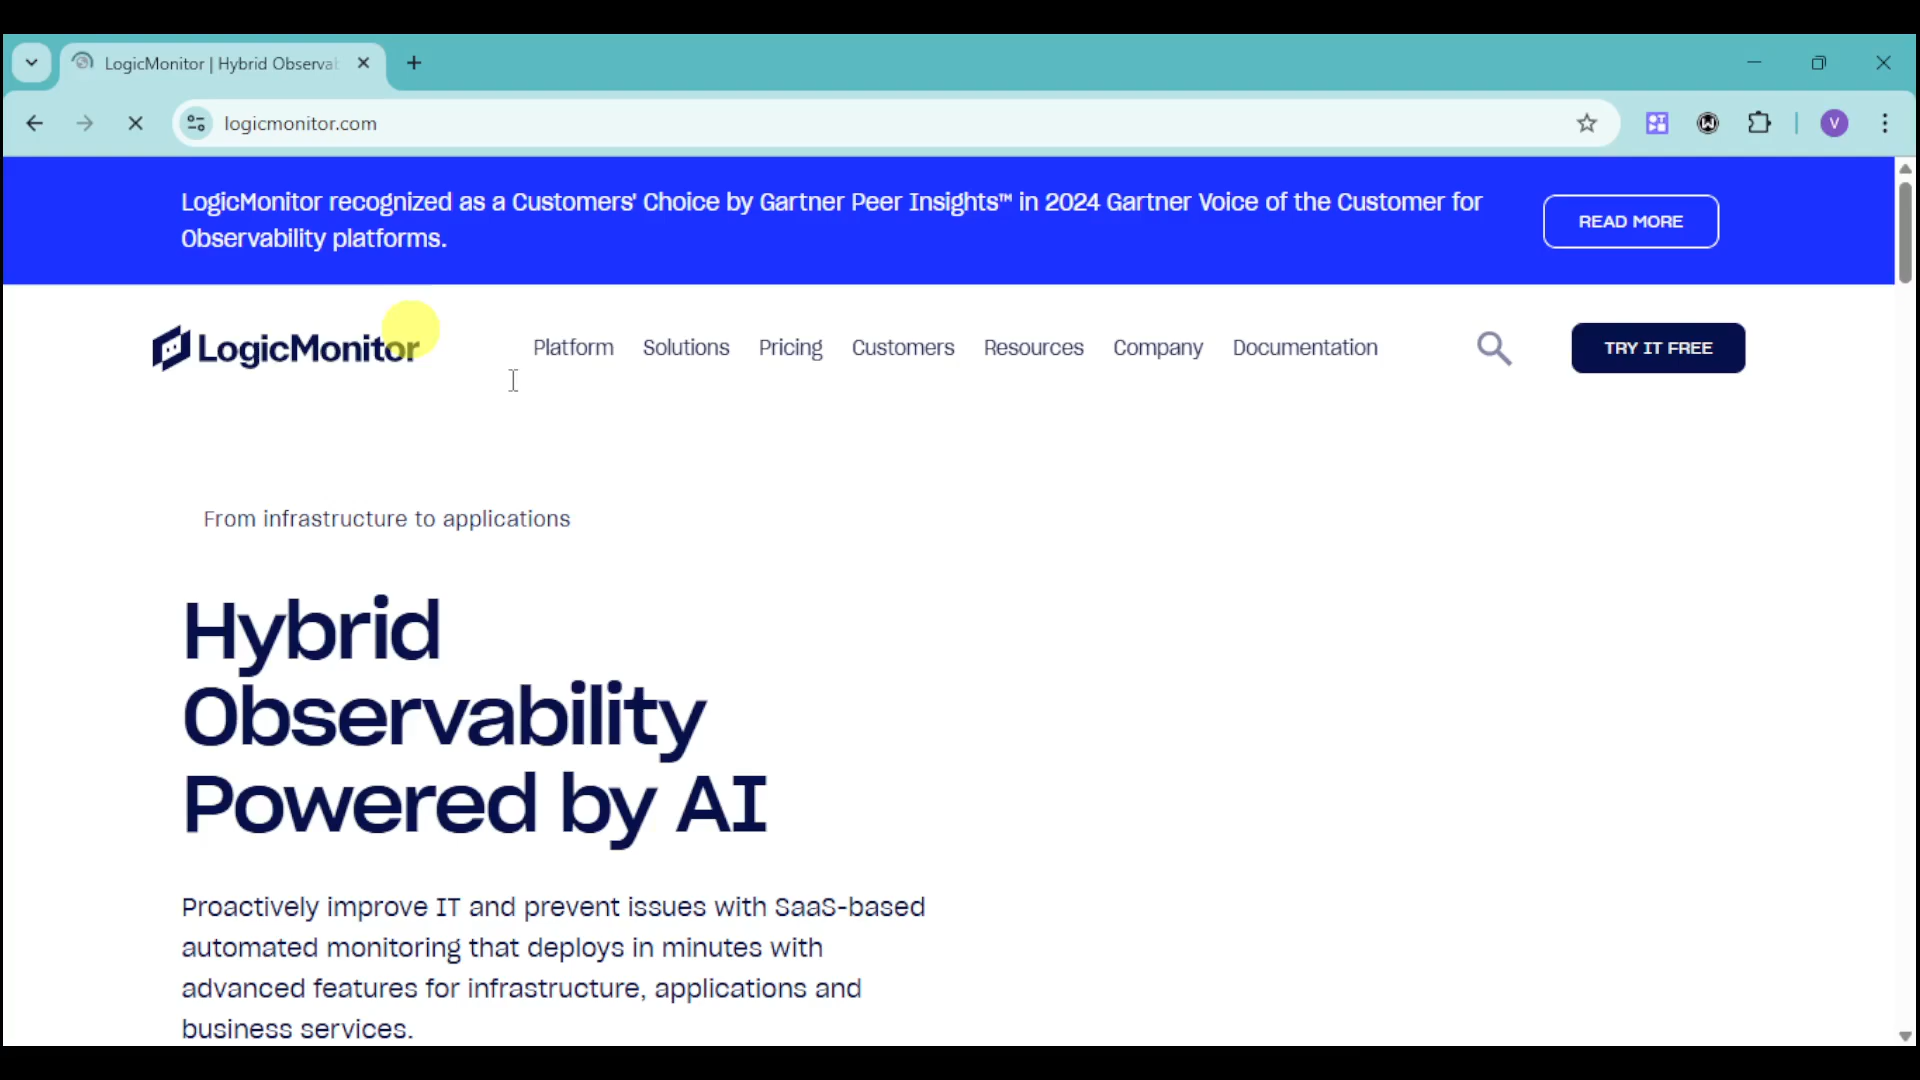 LogicMonitor | Hybrid Observa
logicmonitor.com
V
LogicMonitor recognized as a Customers' Choice by Gartner Peer Insights™ in 2024 Gartner Voice of the Customer for
Observability platforms.
READ MORE
LogicMonitor
Platform
Solutions
Pricing
Customers
Resources
Company
Documentation
TRY IT FREE
From infrastructure to applications
Hybrid
Observability
Powered by AI
Proactively improve IT and prevent issues with SaaS-based
automated monitoring that deploys in minutes with
advanced features for infrastructure, applications and
business services.